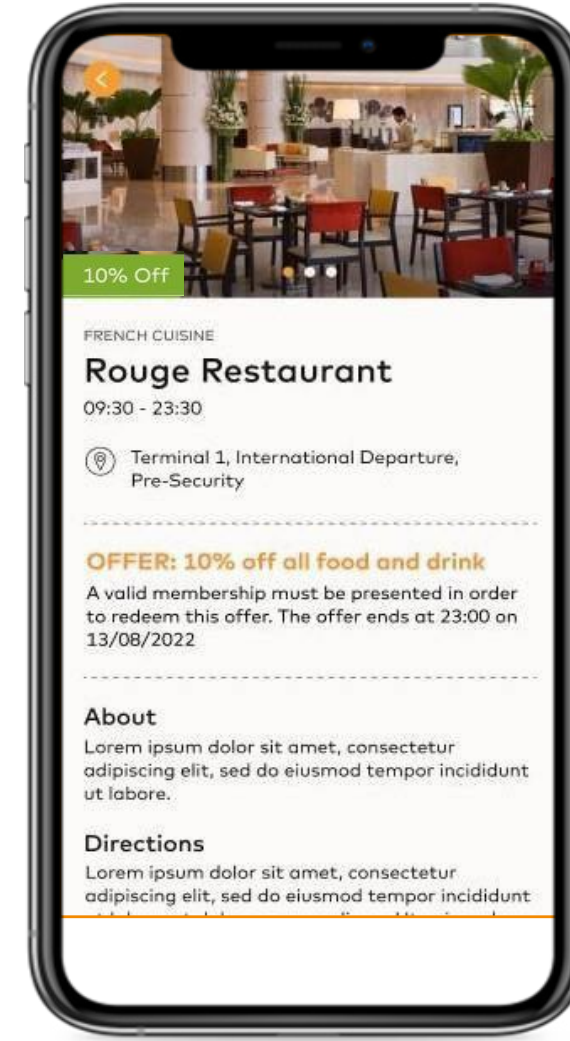 10% Off
FRENCH CUISINE
Rouge Restaurant
09:30 - 23:30
Terminal 1, International Departure,
Pre-Security
OFFER: 10% off all food and drink
A valid membership must be presented in order
to redeem this offer. The offer ends at 23:00 on
13/08/2022
About
Lorem ipsum dolor sit amet, consectetur
adipiscing elit, sed do eiusmod tempor incididunt
ut labore.
Directions
Lorem ipsum dolor sit amet, consectetur
adipiscing elit, sed do eiusmod tempor incididunt